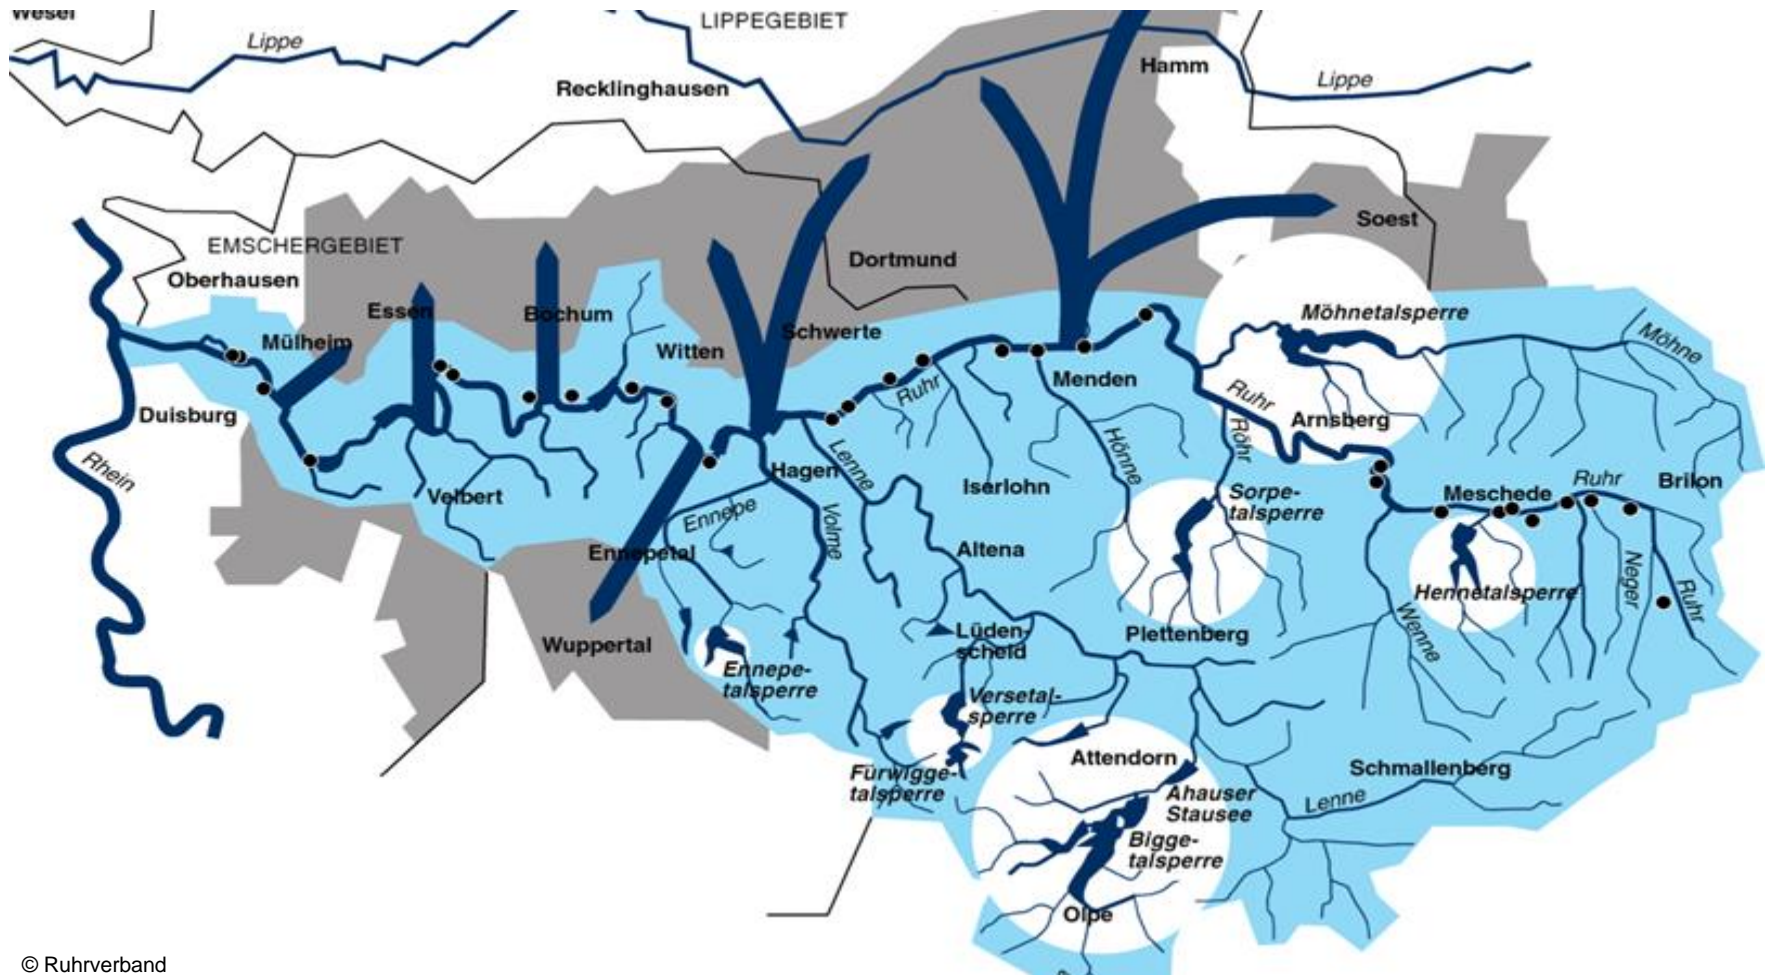 Wesel
LIPPEGEBIET
Lippe
Hamm
Lippe
Recklinghausen
Soest
EMSCHERGEBIET
Oberhausen
Dortmund
Essen
Bochum
Schwerte
Möhnetalsperre
Möhne
Mülheim
Witten
Menden
Ruhr
Ruhr
Duisburg
Arnsberg
Röhr
Hönne
Rhein
Hagen
Lenne
Iserlohn
Sorpe-
talsperre
Meschede
Ruhr
Brilon
Velbert
Ennepe
Volme
Ennepetal
Altena
Neger
Ruhr
Hennetalsperre
Wenne
Wuppertal
Lüden-
scheid
Plettenberg
Ennepe-
talsperre
Versetal-
sperre
Fürwigge-
talsperre
Attendorn
Schmallenberg
Ahauser
Stausee
Lenne
Bigge-
talsperre
Olpe
© Ruhrverband